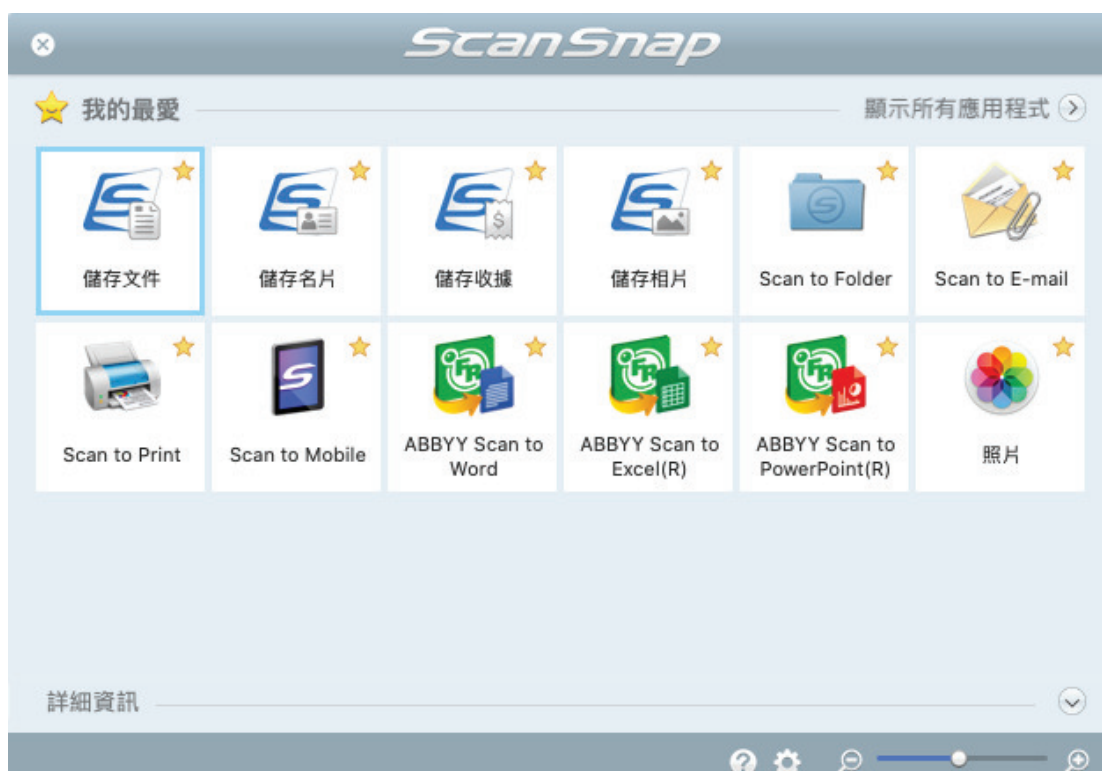 ScanSnap
我的最愛
顯示所有應用程式
儲存文件
儲存名片
儲存收據
儲存相片
Scan to Folder
Scan to E-mail
Scan to Print
Scan to Mobile
ABBYY Scan to
Word
ABBYY Scan to
Excel(R)
ABBYY Scan to
PowerPoint(R)
照片
詳細資訊